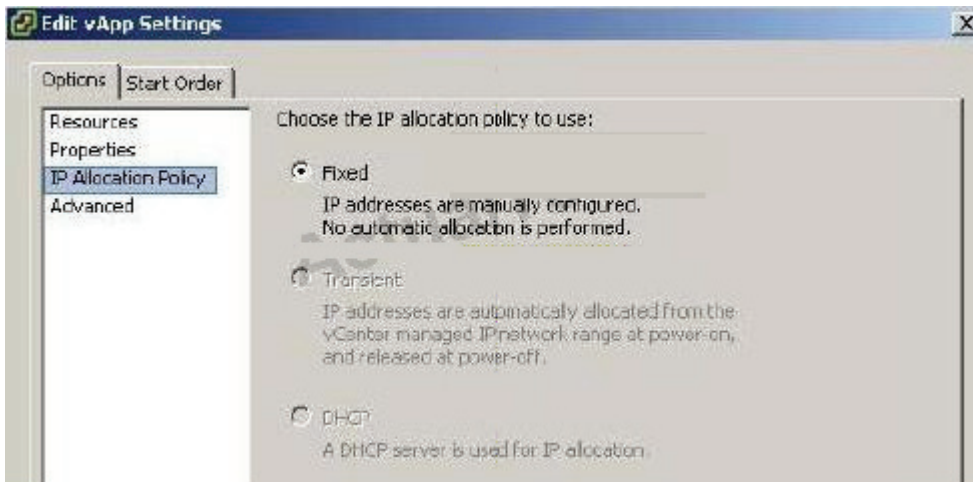 Edit vApp Settings
X
Options
Start Order
Resources
Properties
IP Allocation Policy
Advanced
Choose the IP allocation policy to use:
Fixed
IP addresses are manually configured.
No automatic allocation is performed.
Transient
IP addresses are automatically allocated from the
vCenter managed IP network range at power-on,
and released at power-off.
DHCP
A DHCP server is used for IP allocation.